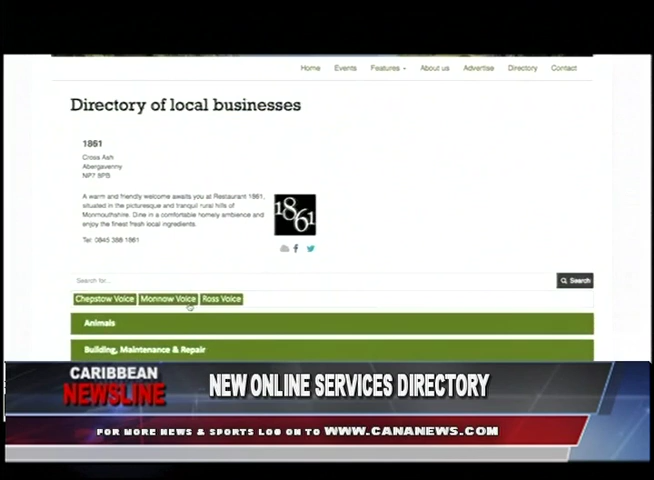 Home Events Features About us Advertise Directory Contact
Directory of local businesses
1861
Cross Ash
Abergavenny
NP7 8PB
A warm and friendly welcome awaits you at Restaurant 1861,
situated in the picturesque and tranquil rural hills of
Monmouthshire. Dine in a comfortable homely ambience and
enjoy the finest fresh local ingredients.
Tel: 0845 388 1861
1861
Search for...
Search
Chepstow Voice Monnow Voice Ross Voice
Animals
Building, Maintenance & Repair
CARIBBEAN
NEWSLINE
NEW ONLINE SERVICES DIRECTORY
FOR MORE NEWS & SPORTS LOG ON TO WWW.CANANEWS.COM